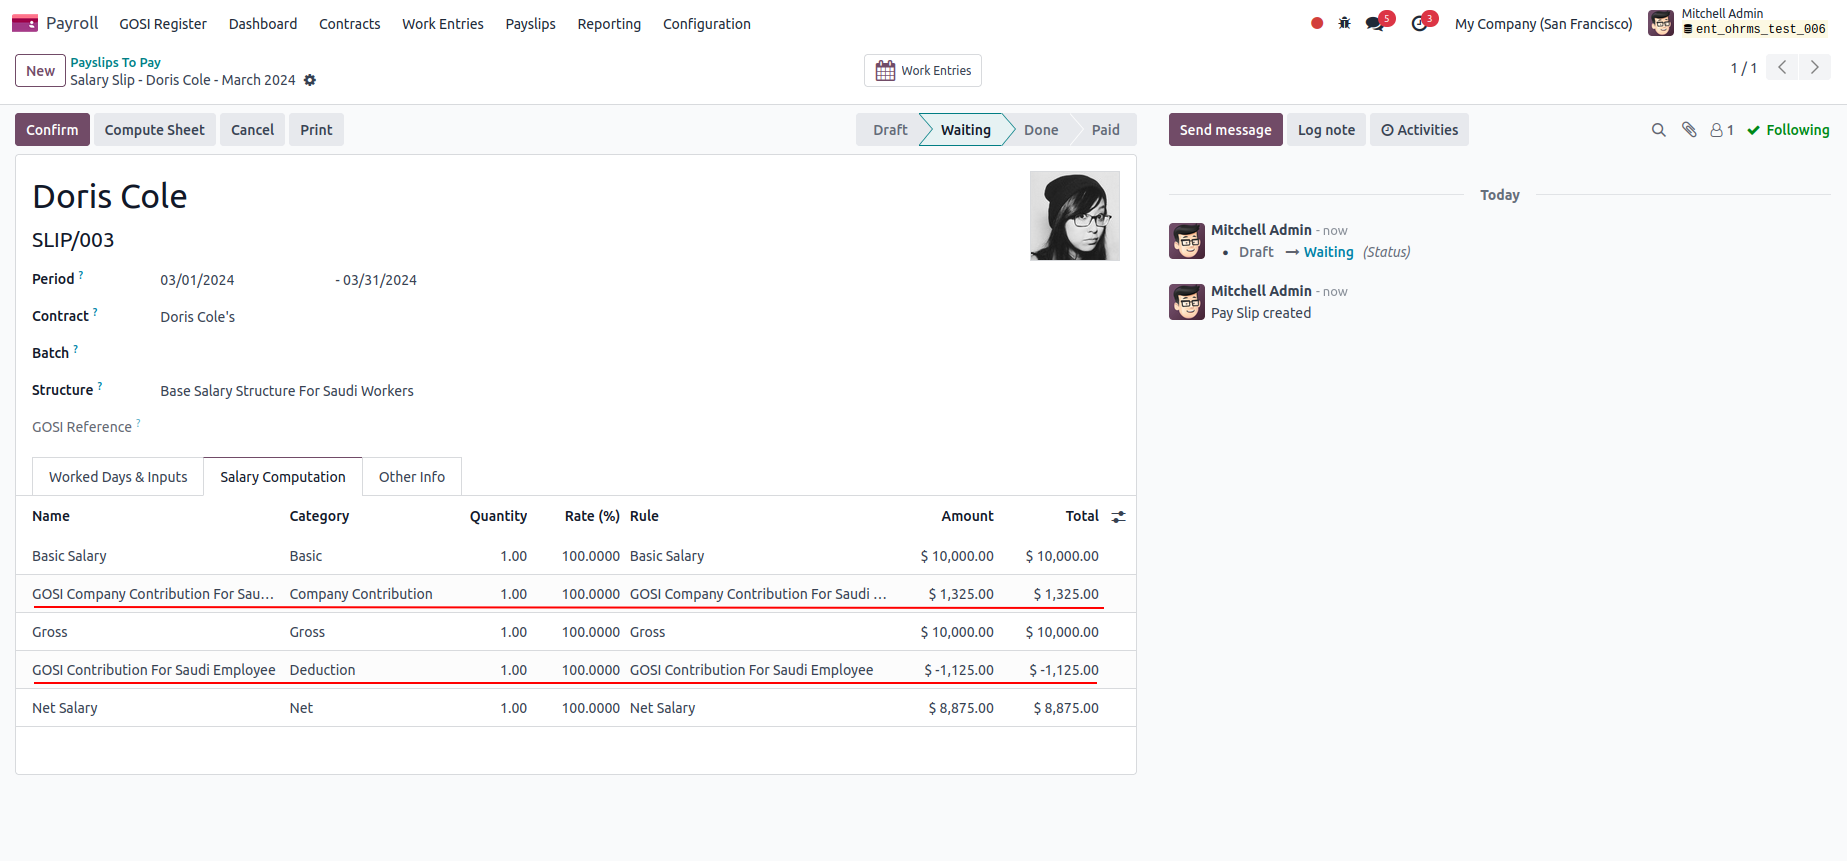 Payroll GOSI Register Dashboard Contracts Work Entries Payslips Reporting Configuration 5 3 My Company (San Francisco) Mitchell Admin
ent_ohrms_test_006
New Payslips To Pay
Salary Slip - Doris Cole - March 2024
Work Entries
1 / 1
Confirm Compute Sheet Cancel Print Draft Waiting Done Paid
Send message Log note Activities 1 Following
Doris Cole
SLIP/003
Period ? 03/01/2024 - 03/31/2024
Contract ? Doris Cole's
Batch ?
Structure ? Base Salary Structure For Saudi Workers
GOSI Reference ?
Worked Days & Inputs Salary Computation Other Info
Name Category Quantity Rate (%) Rule Amount Total
Basic Salary Basic 1.00 100.0000 Basic Salary $ 10,000.00 $ 10,000.00
GOSI Company Contribution For Sau... Company Contribution 1.00 100.0000 GOSI Company Contribution For Saudi ... $ 1,325.00 $ 1,325.00
Gross Gross 1.00 100.0000 Gross $ 10,000.00 $ 10,000.00
GOSI Contribution For Saudi Employee Deduction 1.00 100.0000 GOSI Contribution For Saudi Employee $ -1,125.00 $ -1,125.00
Net Salary Net 1.00 100.0000 Net Salary $ 8,875.00 $ 8,875.00
Today
Mitchell Admin - now
• Draft → Waiting (Status)
Mitchell Admin - now
Pay Slip created